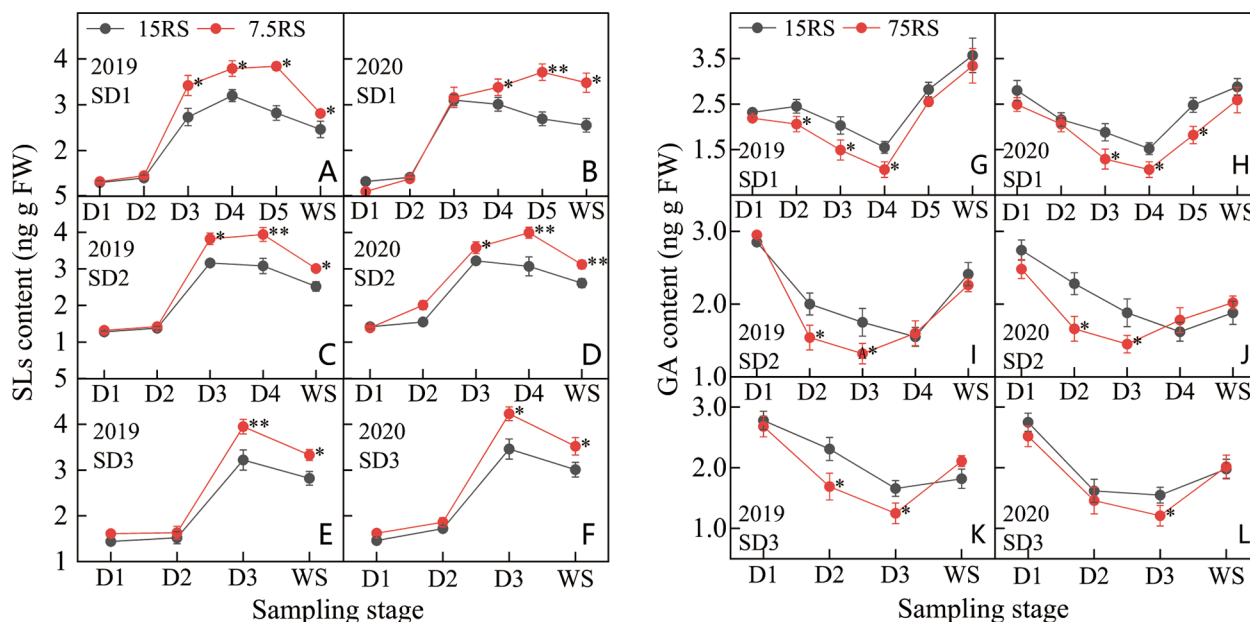 15RS 7.5RS
2019
SD1
A
2020
SD1
B
4
3
2
5
D1 D2 D3 D4 D5 WS
D1 D2 D3 D4 D5 WS
* * * *
* ** *
2019
SD2
C
2020
SD2
D
4
3
2
1
5
D1 D2 D3 D4 WS
D1 D2 D3 D4 WS
* ** *
* ** **
2019
SD3
E
2020
SD3
F
4
3
2
1
D1 D2 D3 WS
D1 D2 D3 WS
** *
* *
SLs content (ng g FW)
Sampling stage
15RS 75RS
2019
SD1
G
2020
SD1
H
3.5
2.5
1.5
D1 D2 D3 D4 D5 WS
D1 D2 D3 D4 D5 WS
* * *
* * *
2019
SD2
I
2020
SD2
J
3.0
2.0
1.0
D1 D2 D3 D4 WS
D1 D2 D3 D4 WS
* *
* *
2019
SD3
K
2020
SD3
L
3.0
2.0
1.0
D1 D2 D3 WS
D1 D2 D3 WS
* *
*
GA content (ng g FW)
Sampling stage